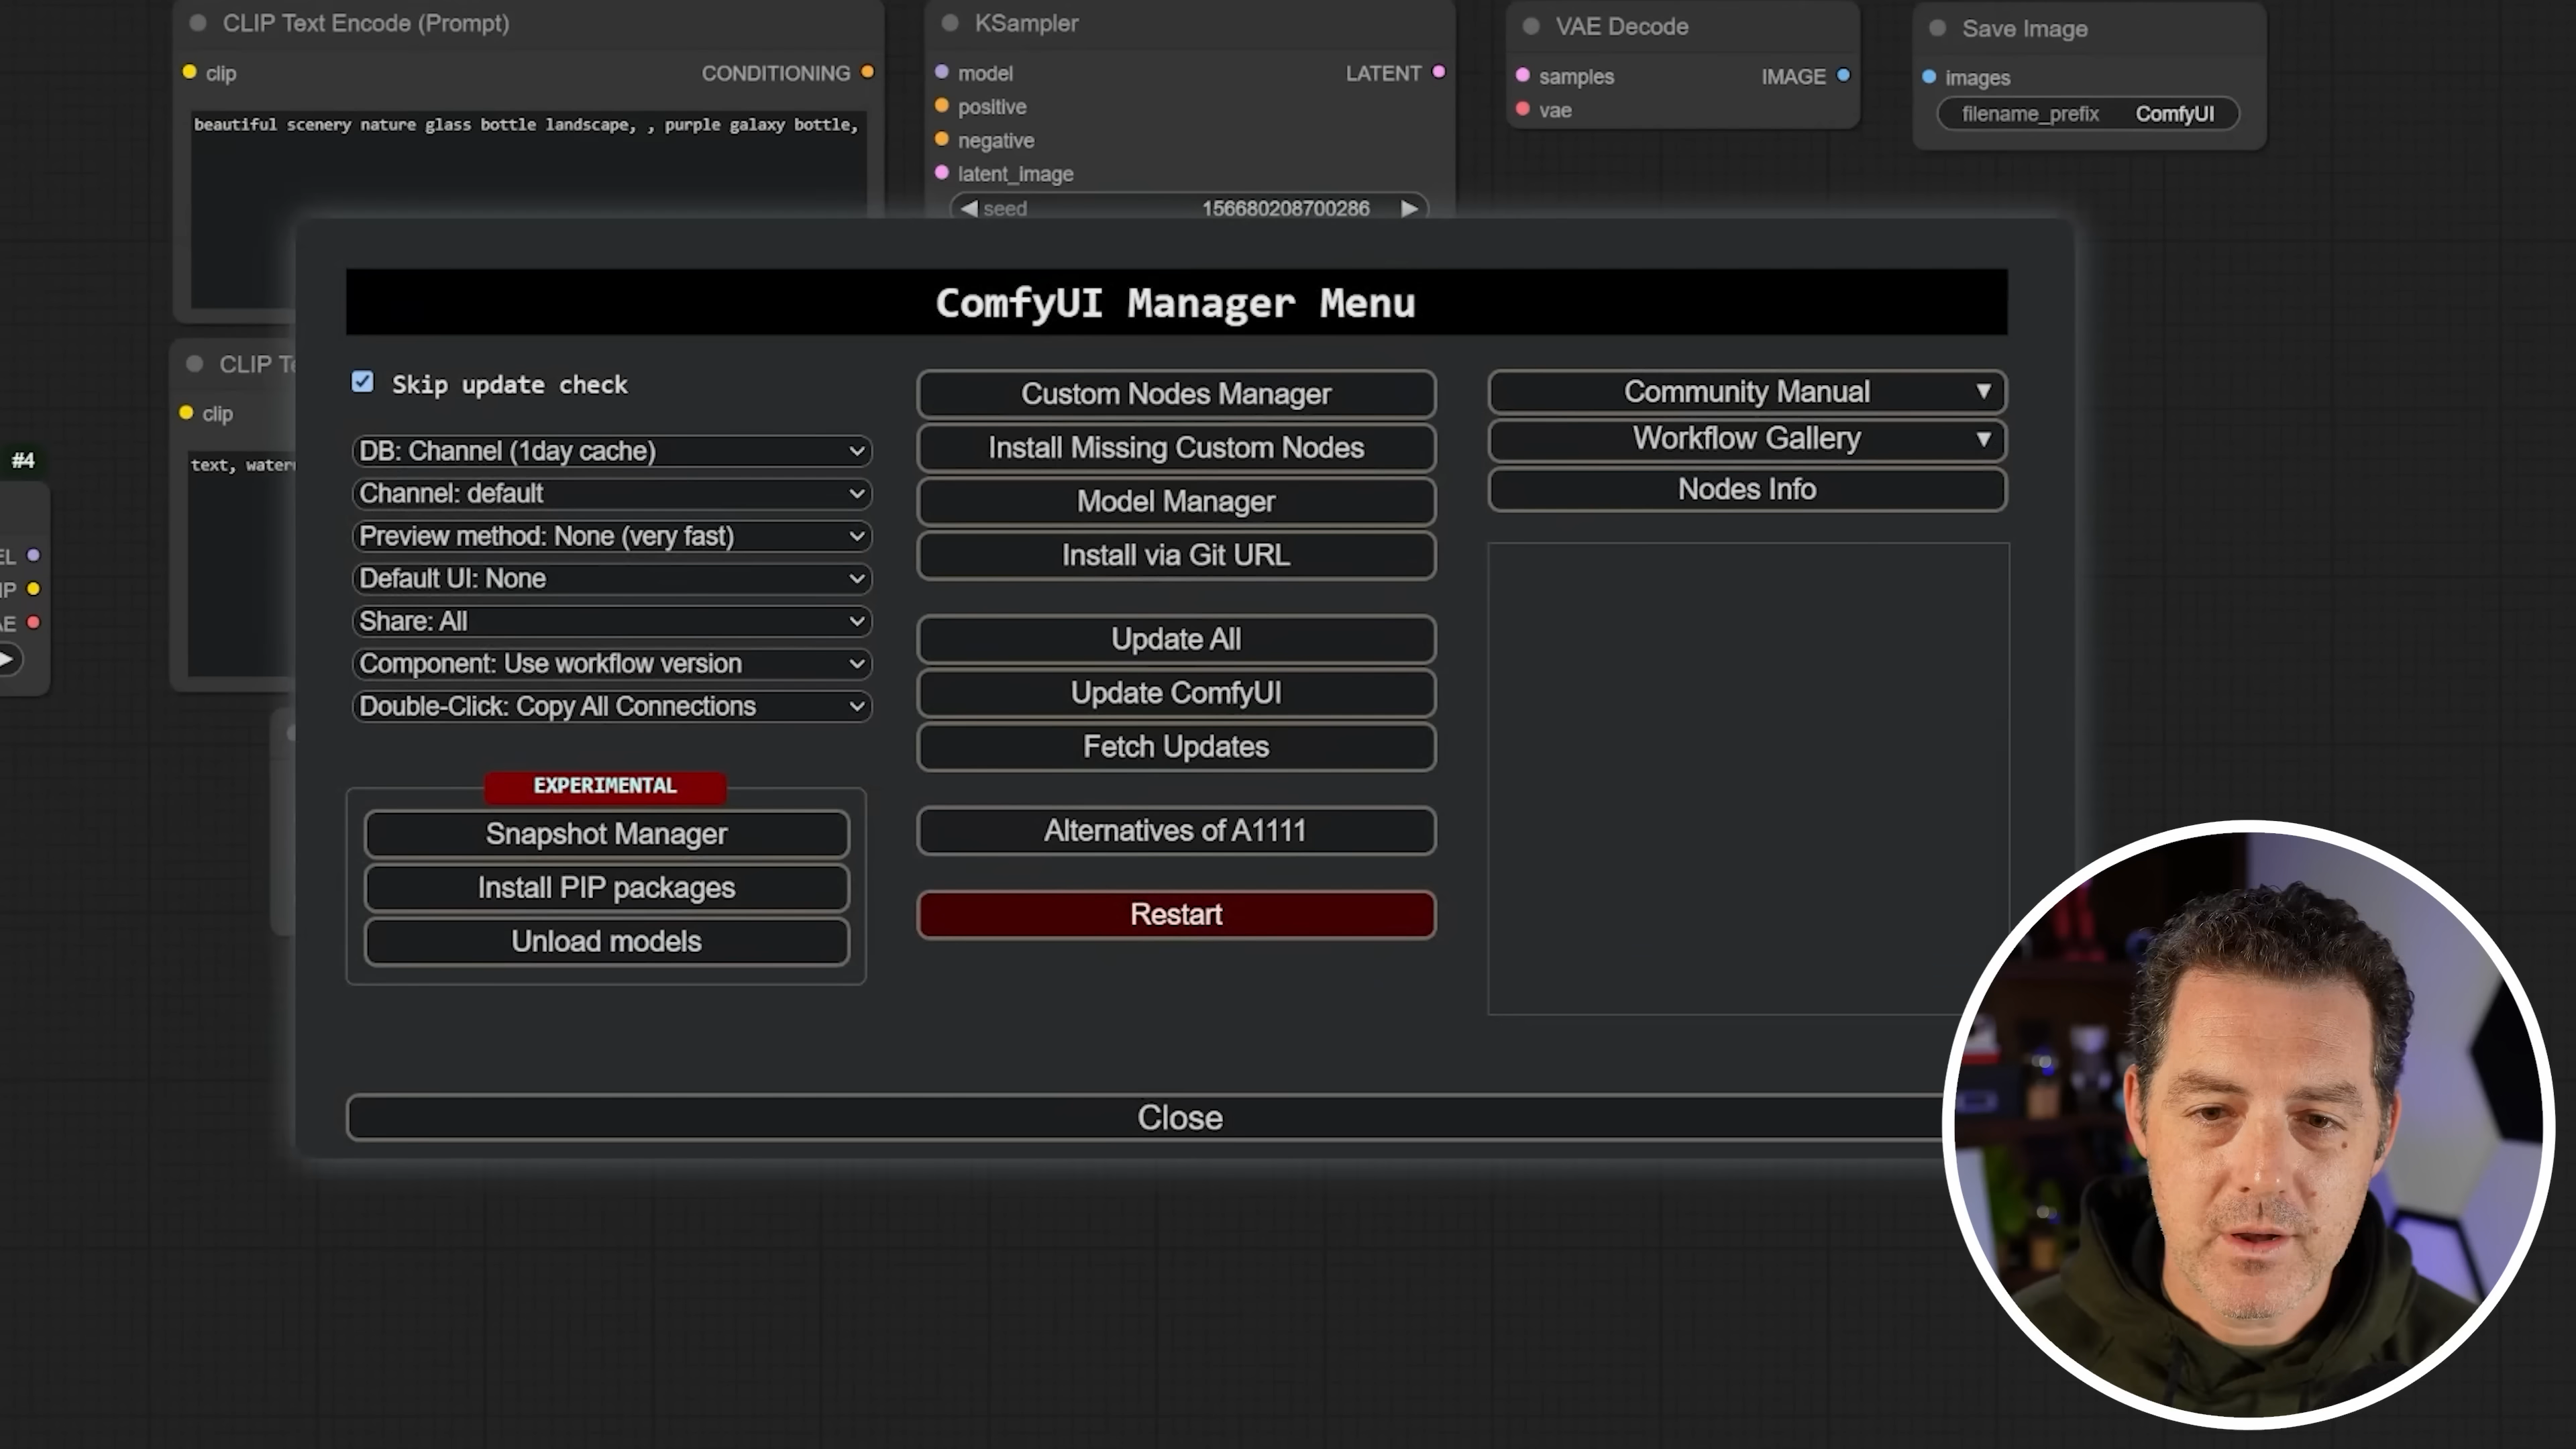 CLIP Text Encode (Prompt)
clip
CONDITIONING
beautiful scenery nature glass bottle landscape, , purple galaxy bottle,
KSampler
model
LATENT
positive
negative
latent_image
seed
156680208700286
VAE Decode
samples
IMAGE
vae
Save Image
images
filename_prefix
ComfyUI
clip
#4
ComfyUI Manager Menu
Skip update check
DB: Channel (1day cache)
Channel: default
Preview method: None (very fast)
Default UI: None
Share: All
Component: Use workflow version
Double-Click: Copy All Connections
EXPERIMENTAL
Snapshot Manager
Install PIP packages
Unload models
Custom Nodes Manager
Install Missing Custom Nodes
Model Manager
Install via Git URL
Update All
Update ComfyUI
Fetch Updates
Alternatives of A1111
Restart
Community Manual
Workflow Gallery
Nodes Info
Close
CLIP Te
text, water
EL
IP
AE